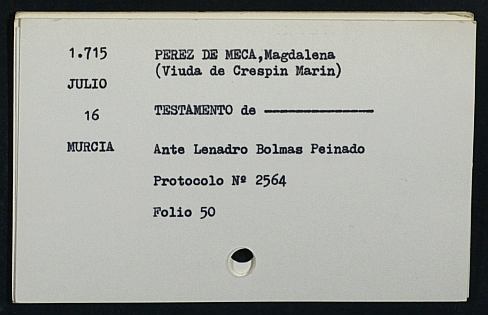 1.715 PEREZ DE MECA,Magdalena
(Viuda de Crespin Marin)
JULIO
16 TESTAMENTO de ---------------
MURCIA Ante Lenadro Bolmas Peinado
Protocolo Nº 2564
Folio 50